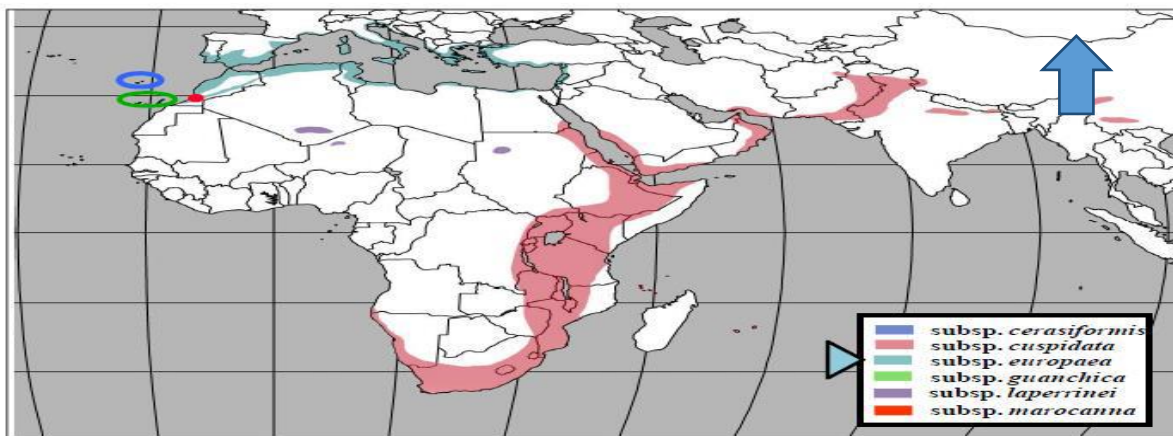 subsp. cerasiformis
subsp. cuspidata
subsp. europaea
subsp. guanchica
subsp. laperrinei
subsp. marocanna